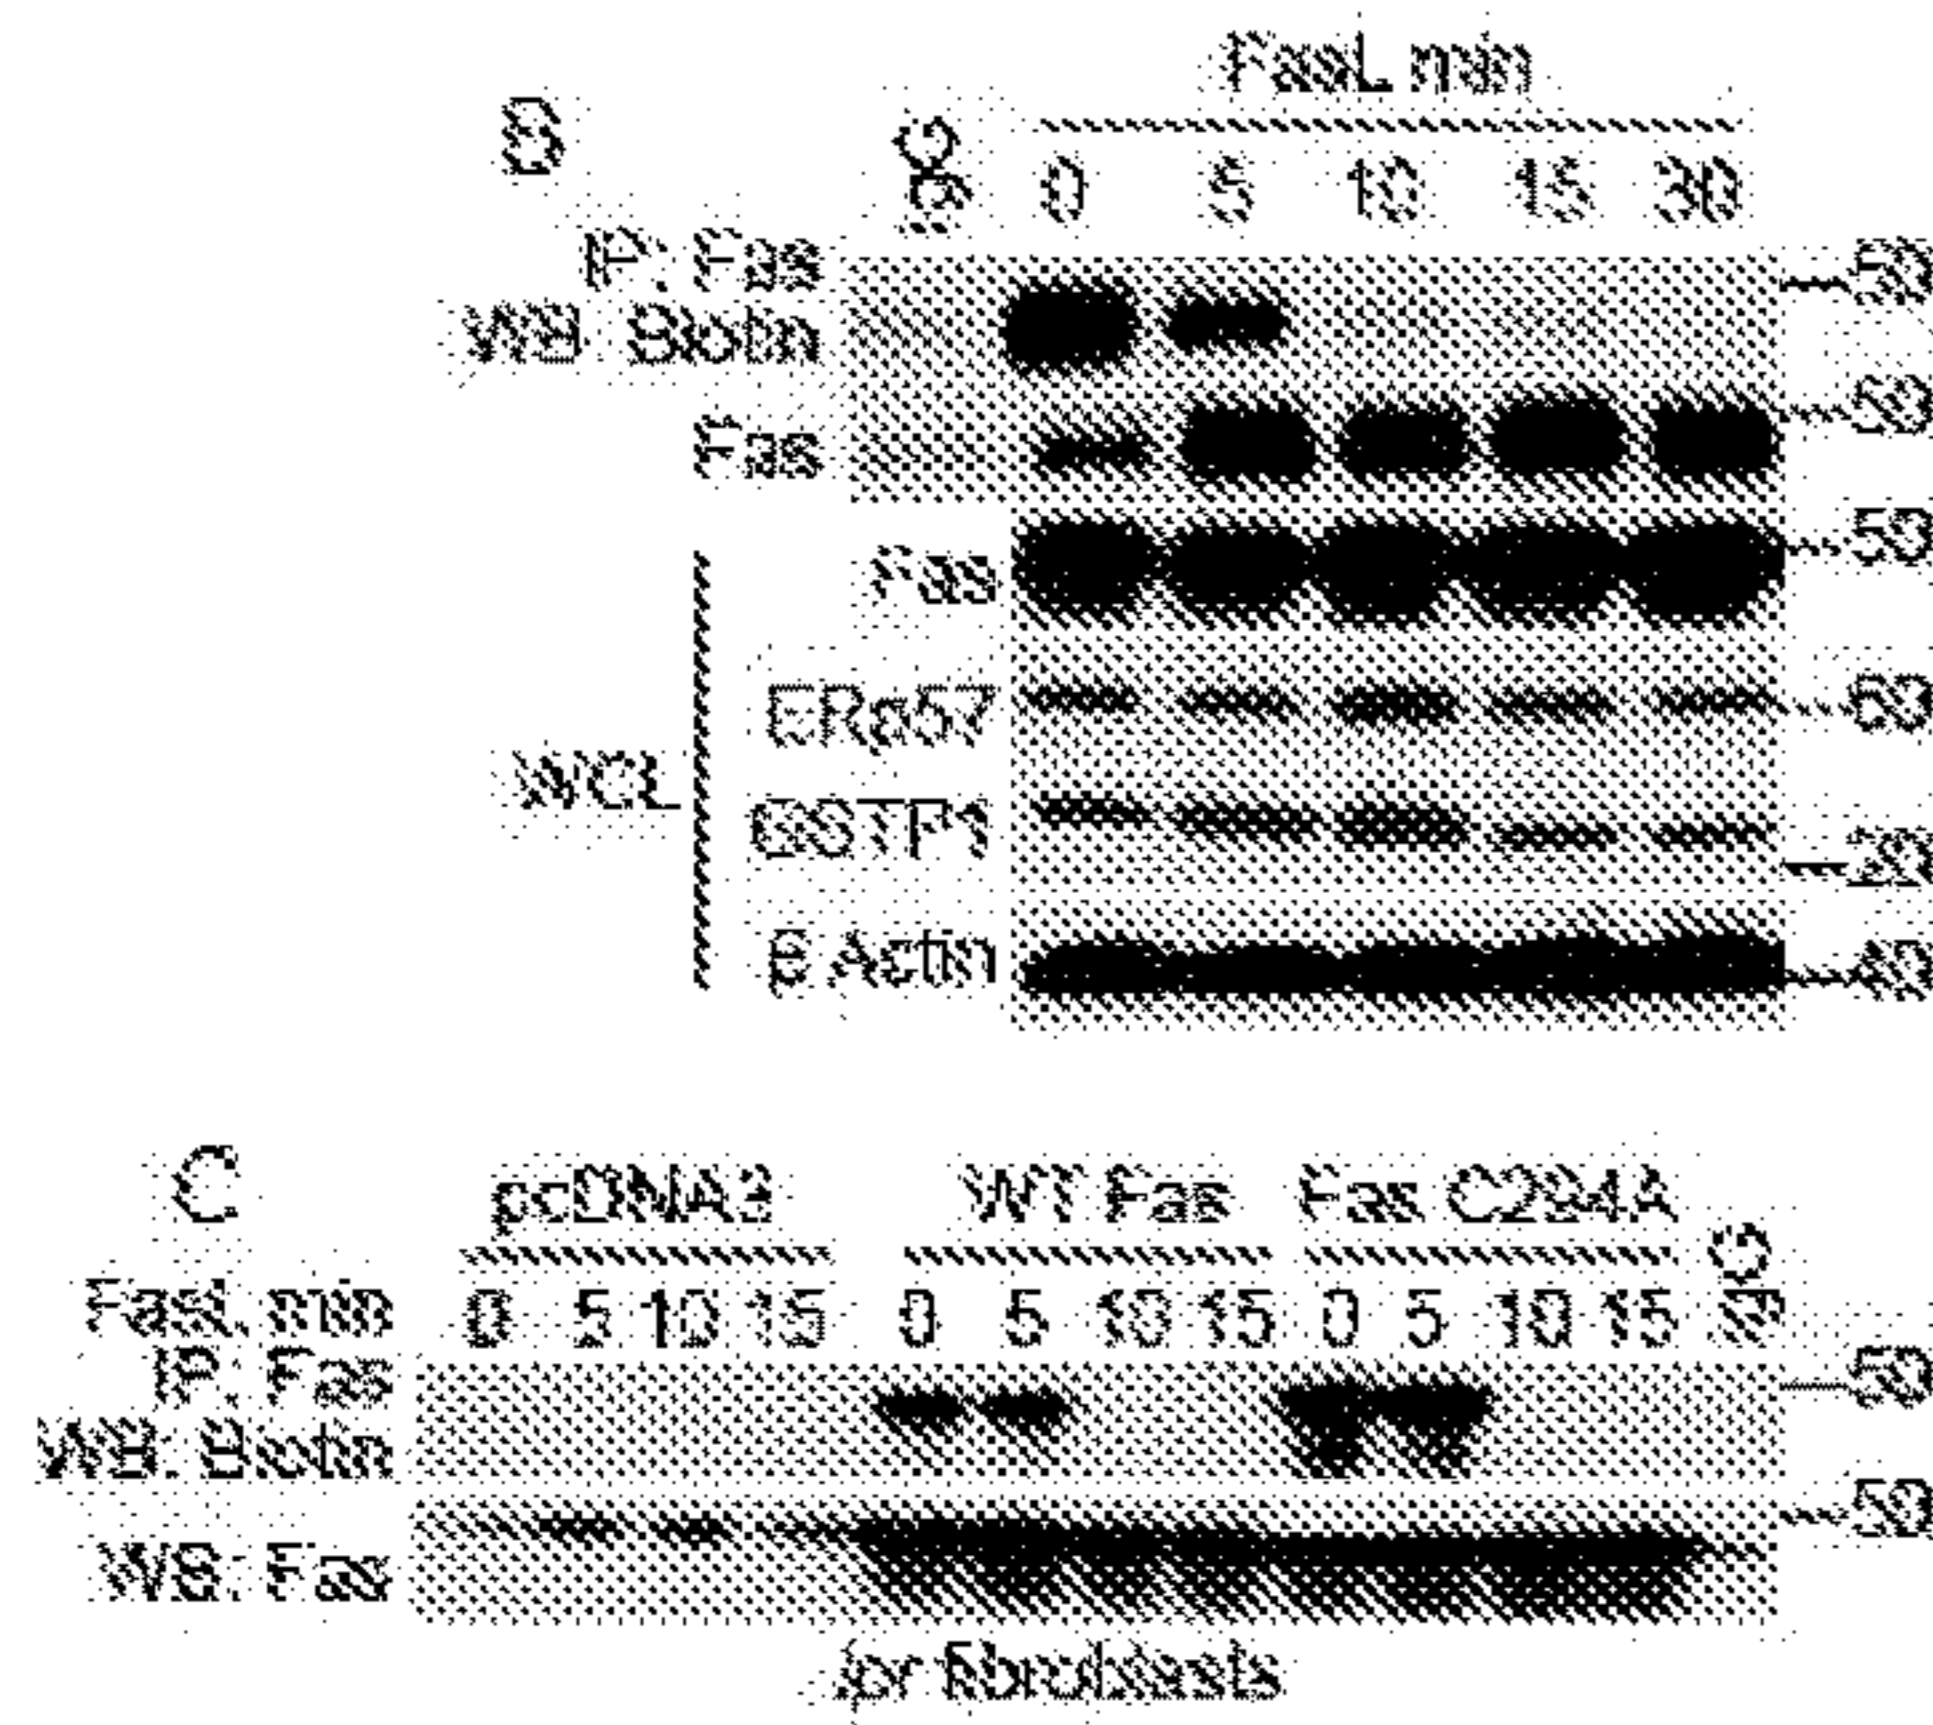 B
FasL min
IgG 0 5 10 15 30
IP: Fas
WB: Biotin
50
Fas
50
Fas
50
ERp57
60
WCL
GSTP1
20
β Actin
40
C
pcDNA3 WT Fas Fas C294A IgG
FasL min 0 5 10 15 0 5 10 15 0 5 10 15
IP: Fas
WB: Biotin
50
WB: Fas
50
lpr fibroblasts